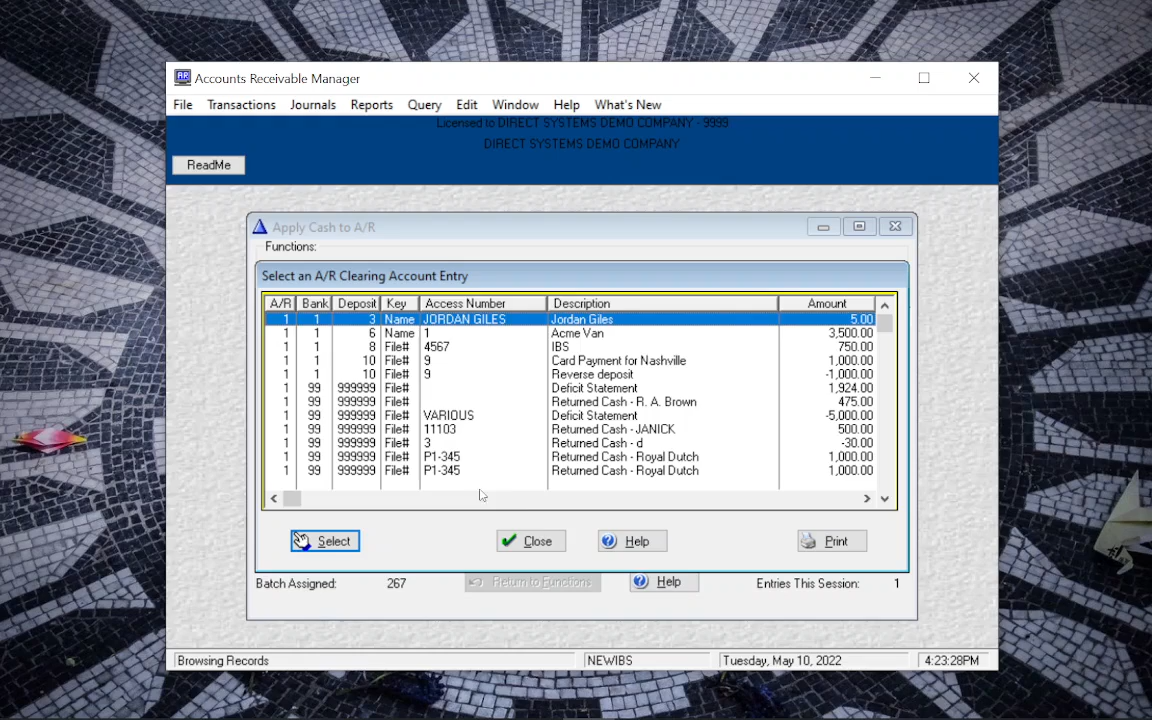 AR Accounts Receivable Manager
File Transactions Journals Reports Query Edit Window Help What's New
Licensed to DIRECT SYSTEMS DEMO COMPANY - 9999
DIRECT SYSTEMS DEMO COMPANY
ReadMe
Apply Cash to A/R
Functions:
Select an A/R Clearing Account Entry
A/R Bank Deposit Key Access Number Description Amount
1 1 3 Name JORDAN GILES Jordan Giles 5.00
1 1 6 Name 1 Acme Van 3,500.00
1 1 8 File# 4567 IBS 750.00
1 1 10 File# 9 Card Payment for Nashville 1,000.00
1 1 10 File# 9 Reverse deposit -1,000.00
1 99 999999 File# Deficit Statement 1,924.00
1 99 999999 File# Returned Cash - R. A. Brown 475.00
1 99 999999 File# VARIOUS Deficit Statement -5,000.00
1 99 999999 File# 11103 Returned Cash - JANICK 500.00
1 99 999999 File# 3 Returned Cash - d -30.00
1 99 999999 File# P1-345 Returned Cash - Royal Dutch 1,000.00
1 99 999999 File# P1-345 Returned Cash - Royal Dutch 1,000.00
Select Close Help Print
Batch Assigned: 267 Return to Functions Help Entries This Session: 1
Browsing Records NEWIBS Tuesday, May 10, 2022 4:23:28PM